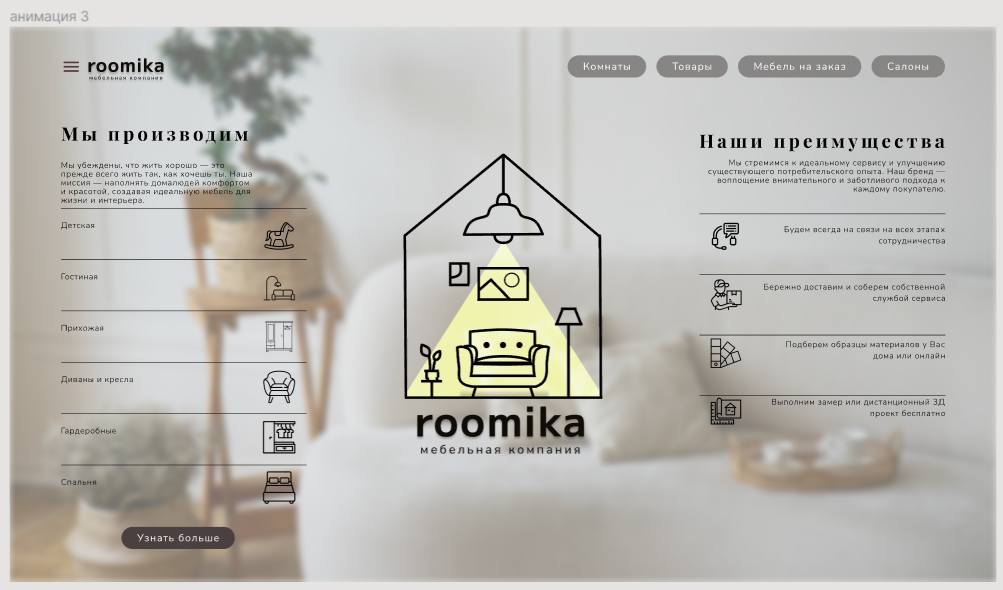 анимация 3
roomika
мебельная компания
Комнаты
Товары
Мебель на заказ
Салоны
Мы производим
Мы убеждены, что жить хорошо — это
прежде всего жить так, как хочешь ты. Наша
миссия — наполнять домалюдей комфортом
и красотой, создавая идеальную мебель для
жизни и интерьера.
Детская
Гостиная
Прихожая
Диваны и кресла
Гардеробные
Спальня
Узнать больше
roomika
мебельная компания
Наши преимущества
Мы стремимся к идеальному сервису и улучшению
существующего потребительского опыта. Наш бренд —
воплощение внимательного и заботливого подхода к
каждому покупателю.
Будем всегда на связи на всех этапах
сотрудничества
Бережно доставим и соберем собственной
службой сервиса
Подберем образцы материалов у Вас
дома или онлайн
Выполним замер или дистанционный 3Д
проект бесплатно